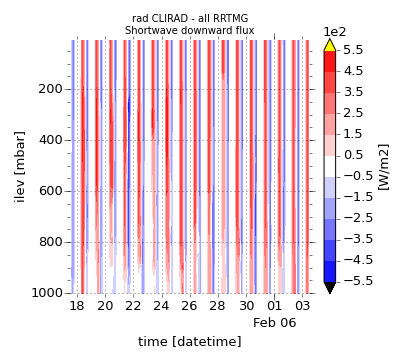 rad CLIRAD - all RRTMG
Shortwave downward flux
1e2
5.5
4.5
3.5
2.5
1.5
0.5
−0.5
−1.5
−2.5
−3.5
−4.5
−5.5
[W/m2]
ilev [mbar]
200
400
600
800
1000
18 20 22 24 26 28 30 01 03
Feb 06
time [datetime]